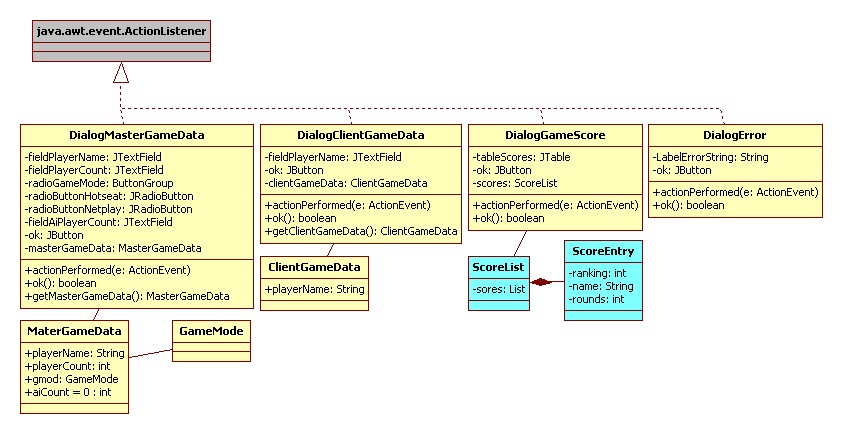 java.awt.event.ActionListener
DialogMasterGameData
-fieldPlayerName: JTextField
-fieldPlayerCount: JTextField
-radioGameMode: ButtonGroup
-radioButtonHotseat: JRadioButton
-radioButtonNetplay: JRadioButton
-fieldAiPlayerCount: JTextField
-ok: JButton
-masterGameData: MasterGameData
+actionPerformed(e: ActionEvent)
+ok(): boolean
+getMasterGameData(): MasterGameData
DialogClientGameData
-fieldPlayerName: JTextField
-ok: JButton
-clientGameData: ClientGameData
+actionPerformed(e: ActionEvent)
+ok(): boolean
+getClientGameData(): ClientGameData
DialogGameScore
-tableScores: JTable
-ok: JButton
-scores: ScoreList
+actionPerformed(e: ActionEvent)
+ok(): boolean
DialogError
-LabelErrorString: String
-ok: JButton
+actionPerformed(e: ActionEvent)
+ok(): boolean
ClientGameData
+playerName: String
ScoreList
-sores: List
ScoreEntry
-ranking: int
-name: String
-rounds: int
MaterGameData
+playerName: String
+playerCount: int
+gmod: GameMode
+aiCount = 0 : int
GameMode